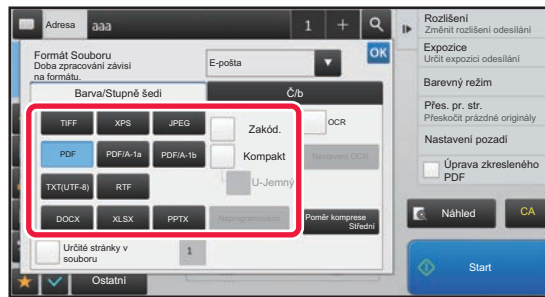 Adresa aaa 1 +
Formát Souboru
Doba zpracování závisí
na formátu.
E-pošta
OK
Barva/Stupně šedi
Č/b
TIFF XPS JPEG
Zakód.
OCR
PDF PDF/A-1a PDF/A-1b
Kompakt
Nastavení OCR
U-Jemný
TXT(UTF-8) RTF
DOCX XLSX PPTX
Neprogramováno
Poměr komprese
Střední
Určité stránky v
souboru
1
Ostatní
Rozlišení
Změnit rozlišení odesílání
Expozice
Určit expozici odesílání
Barevný režim
Přes. pr. str.
Přeskočit prázdné originály
Nastavení pozadí
Úprava zkresleného
PDF
Náhled
CA
Start